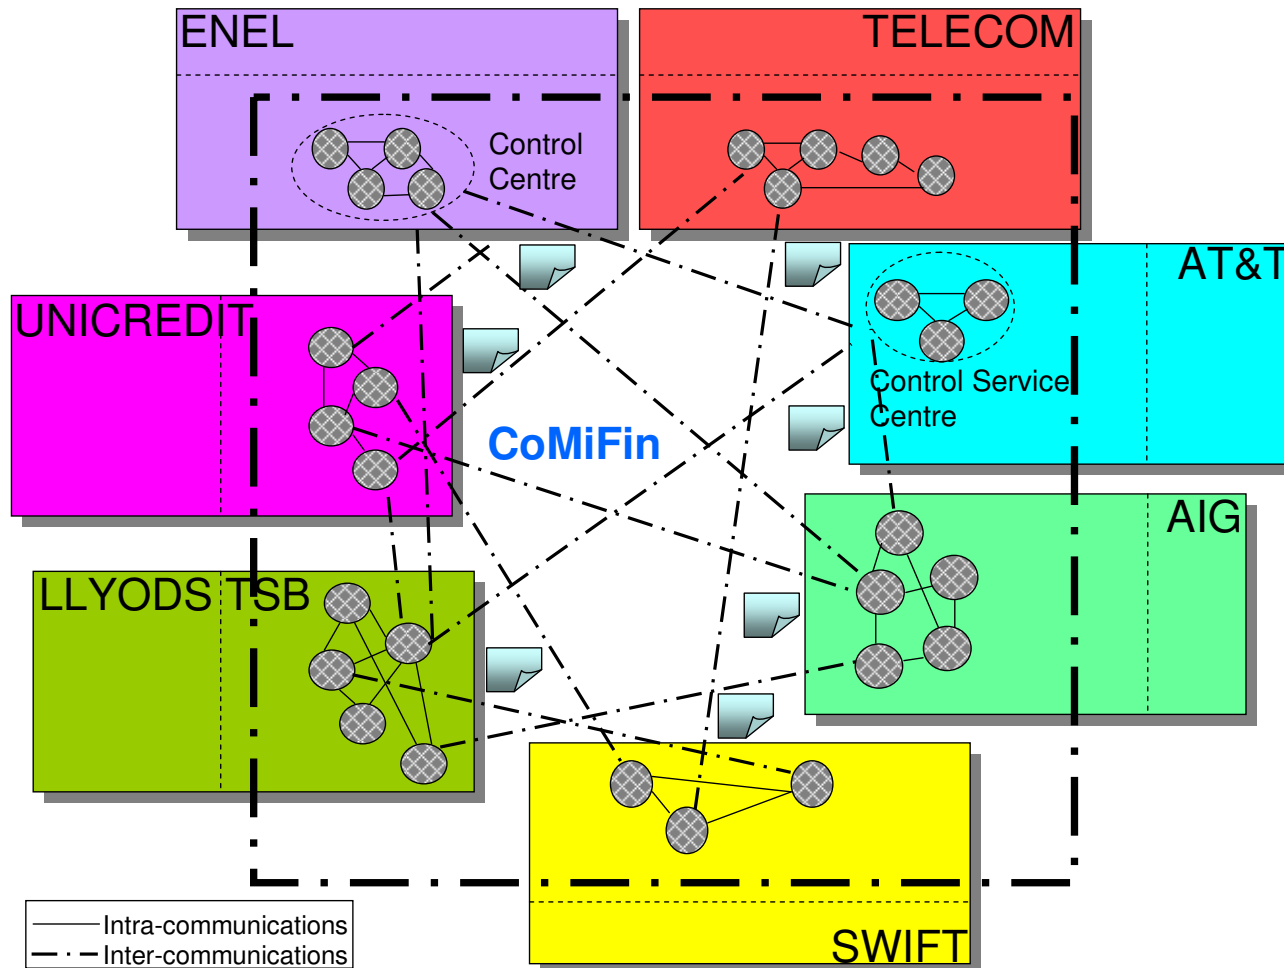 ENEL
TELECOM
Control
Centre
AT&T
UNICREDIT
Control Service
Centre
CoMiFin
AIG
LLYODS TSB
SWIFT
Intra-communications
Inter-communications